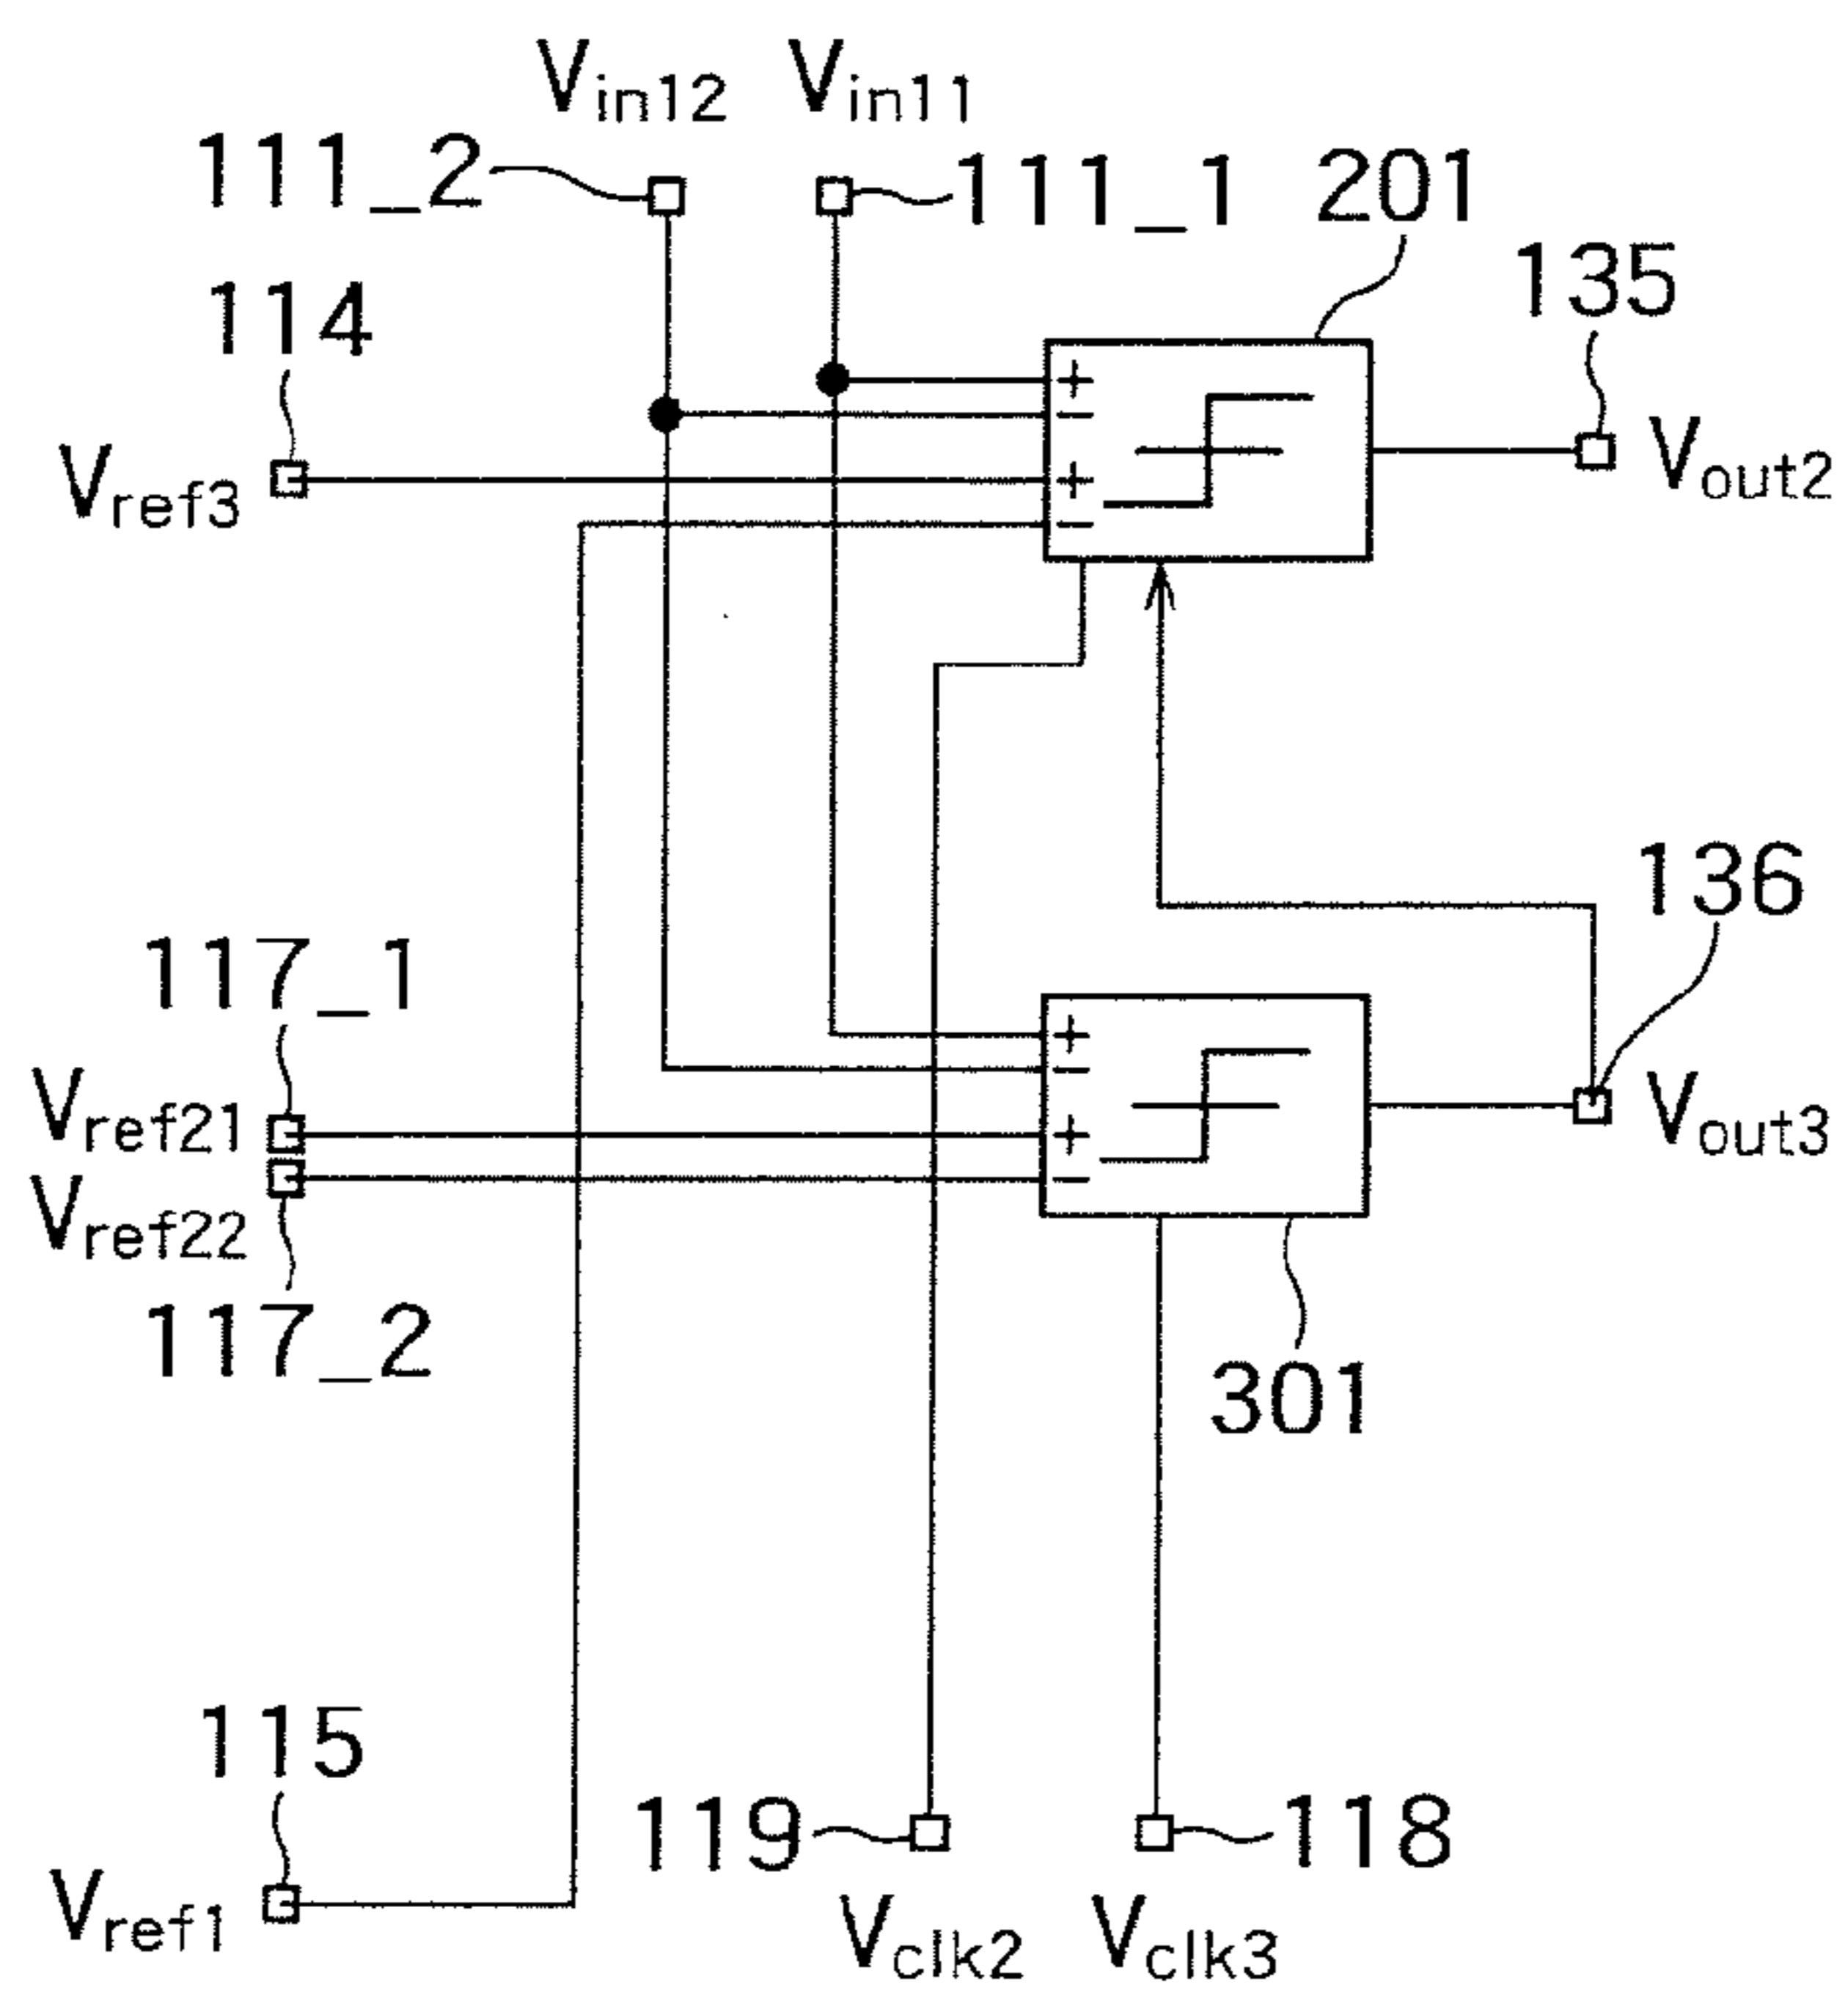 Vin12 Vin11
111_2 111_1 201
114 135
Vref3 Vout2
+
−
+
−
136
117_1
Vref21 Vout3
+
−
+
−
Vref22
117_2
301
115
119 118
Vref1 Vclk2 Vclk3